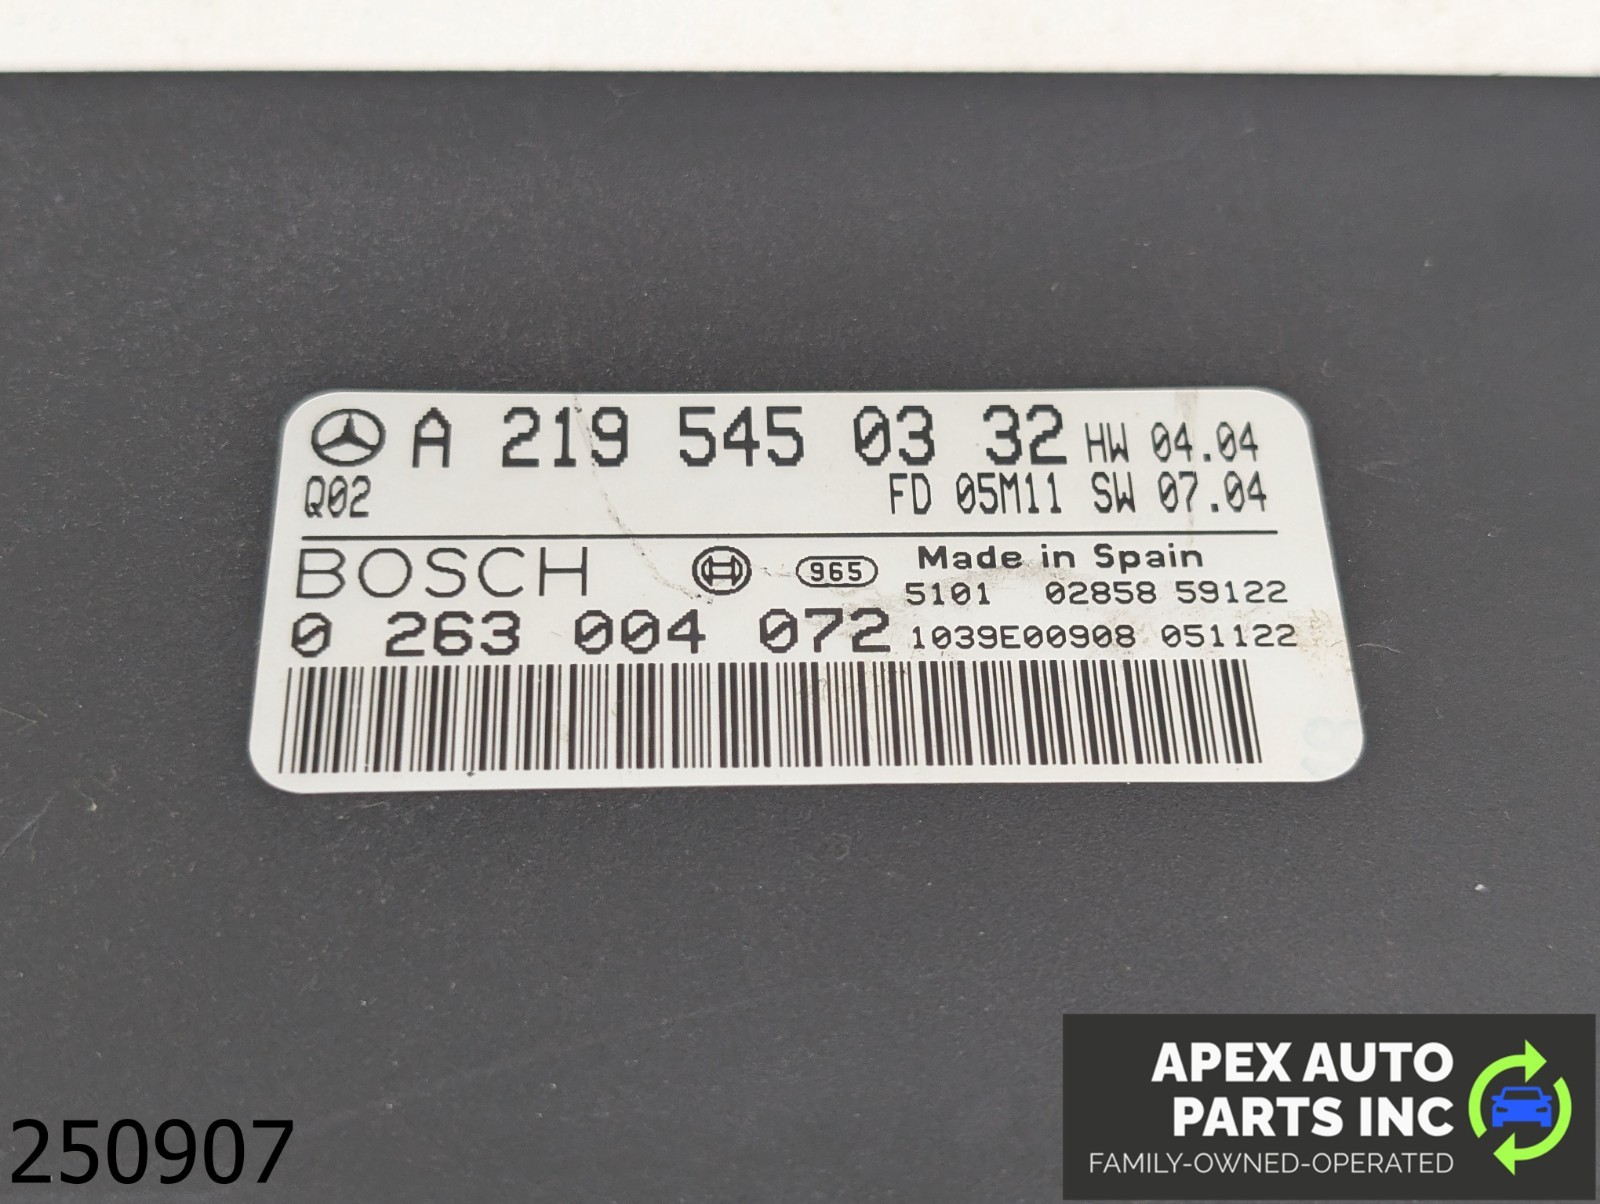 A 219 545 03 32 HW 04.04
Q02 FD 05M11 SW 07.04
BOSCH 965 Made in Spain
5101 02858 59122
0 263 004 072 1039E00908 051122
250907
APEX AUTO
PARTS INC
FAMILY-OWNED-OPERATED